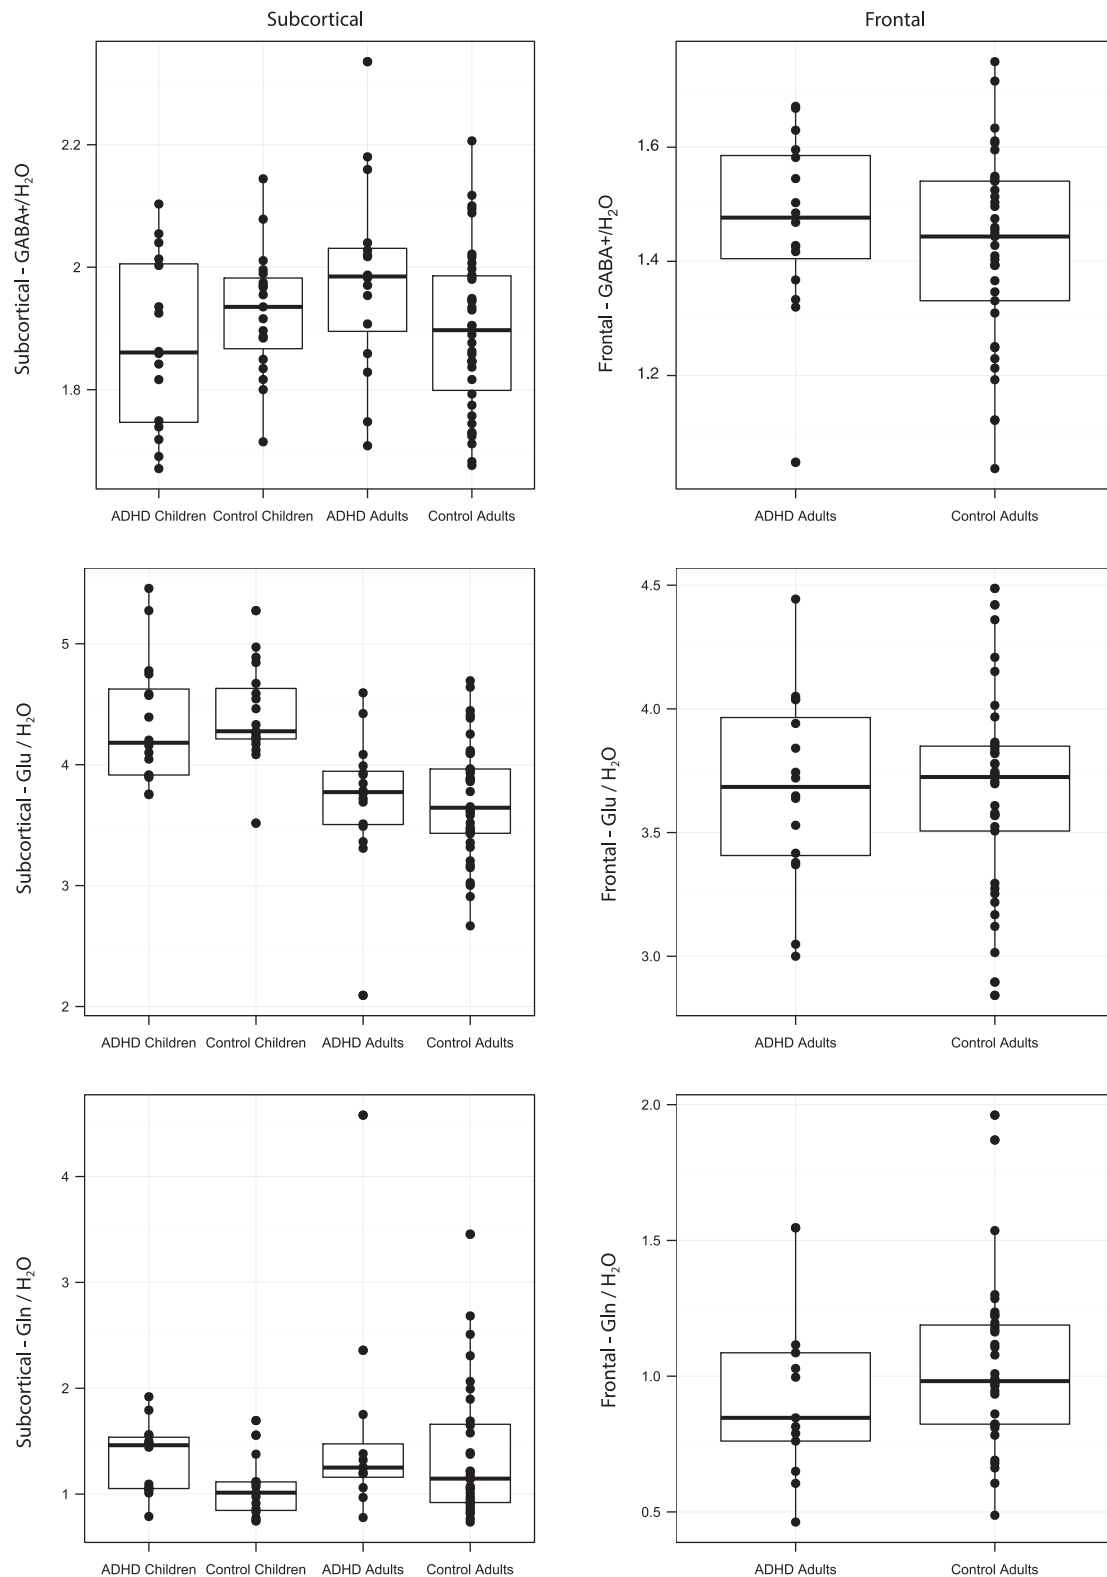 Subcortical
Frontal
Subcortical - GABA+/H₂O
2.2
2
1.8
ADHD Children Control Children ADHD Adults Control Adults
Frontal - GABA+/H₂O
1.6
1.4
1.2
ADHD Adults Control Adults
Subcortical - Glu / H₂O
5
4
3
2
ADHD Children Control Children ADHD Adults Control Adults
Frontal - Glu / H₂O
4.5
4.0
3.5
3.0
ADHD Adults Control Adults
Subcortical - Gln / H₂O
4
3
2
1
ADHD Children Control Children ADHD Adults Control Adults
Frontal - Gln / H₂O
2.0
1.5
1.0
0.5
ADHD Adults Control Adults